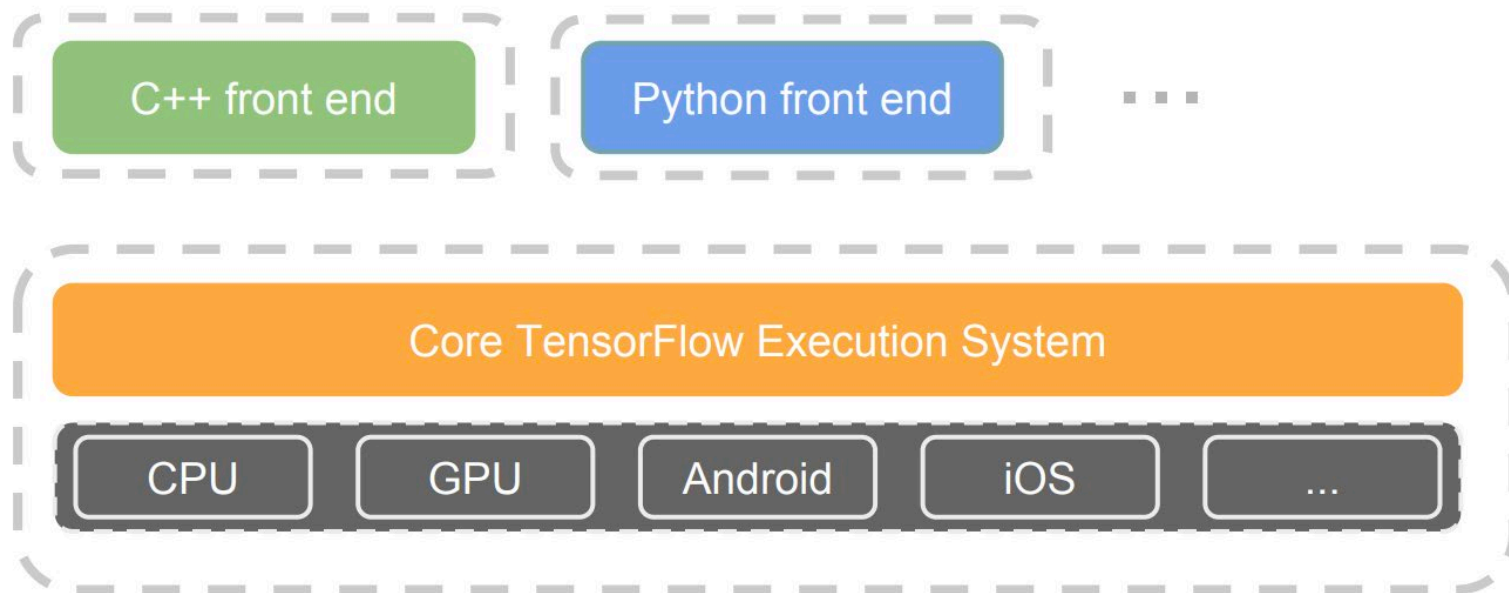 C++ front end
Python front end
...
Core TensorFlow Execution System
CPU
GPU
Android
iOS
...